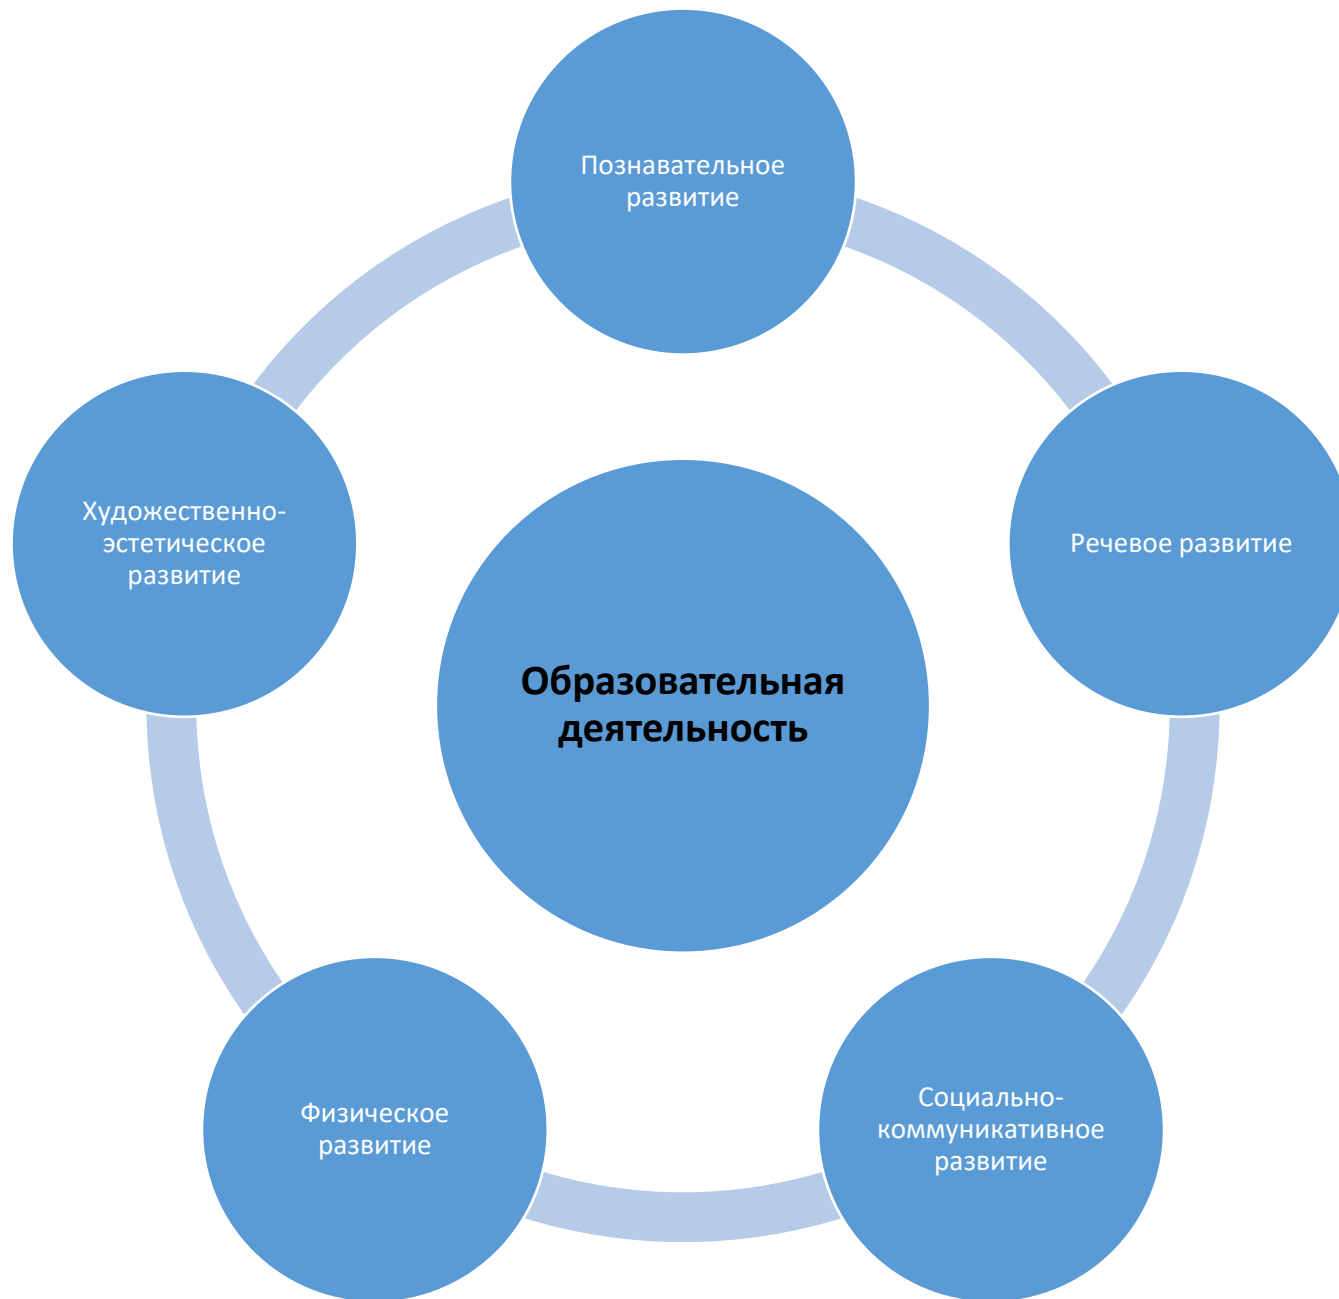 Познавательное
развитие
Речевое развитие
Социально-
коммуникативное
развитие
Физическое
развитие
Художественно-
эстетическое
развитие
Образовательная
деятельность